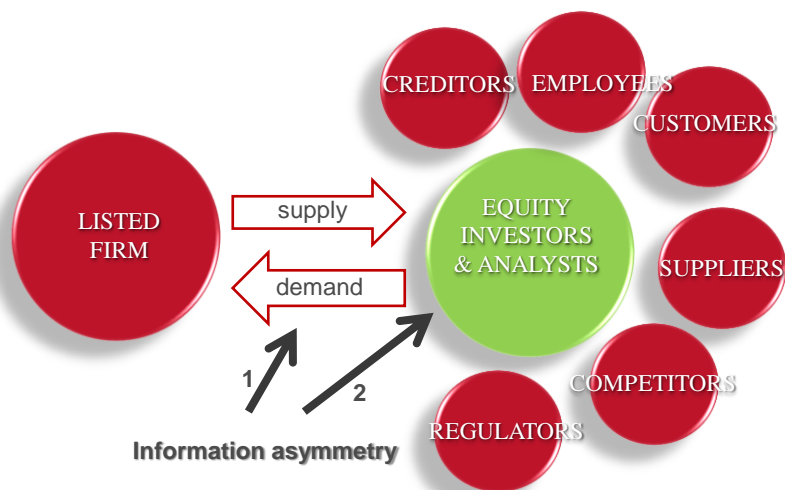 CREDITORS
EMPLOYEES
CUSTOMERS
LISTED
FIRM
supply
demand
EQUITY
INVESTORS
& ANALYSTS
SUPPLIERS
1
2
COMPETITORS
REGULATORS
Information asymmetry